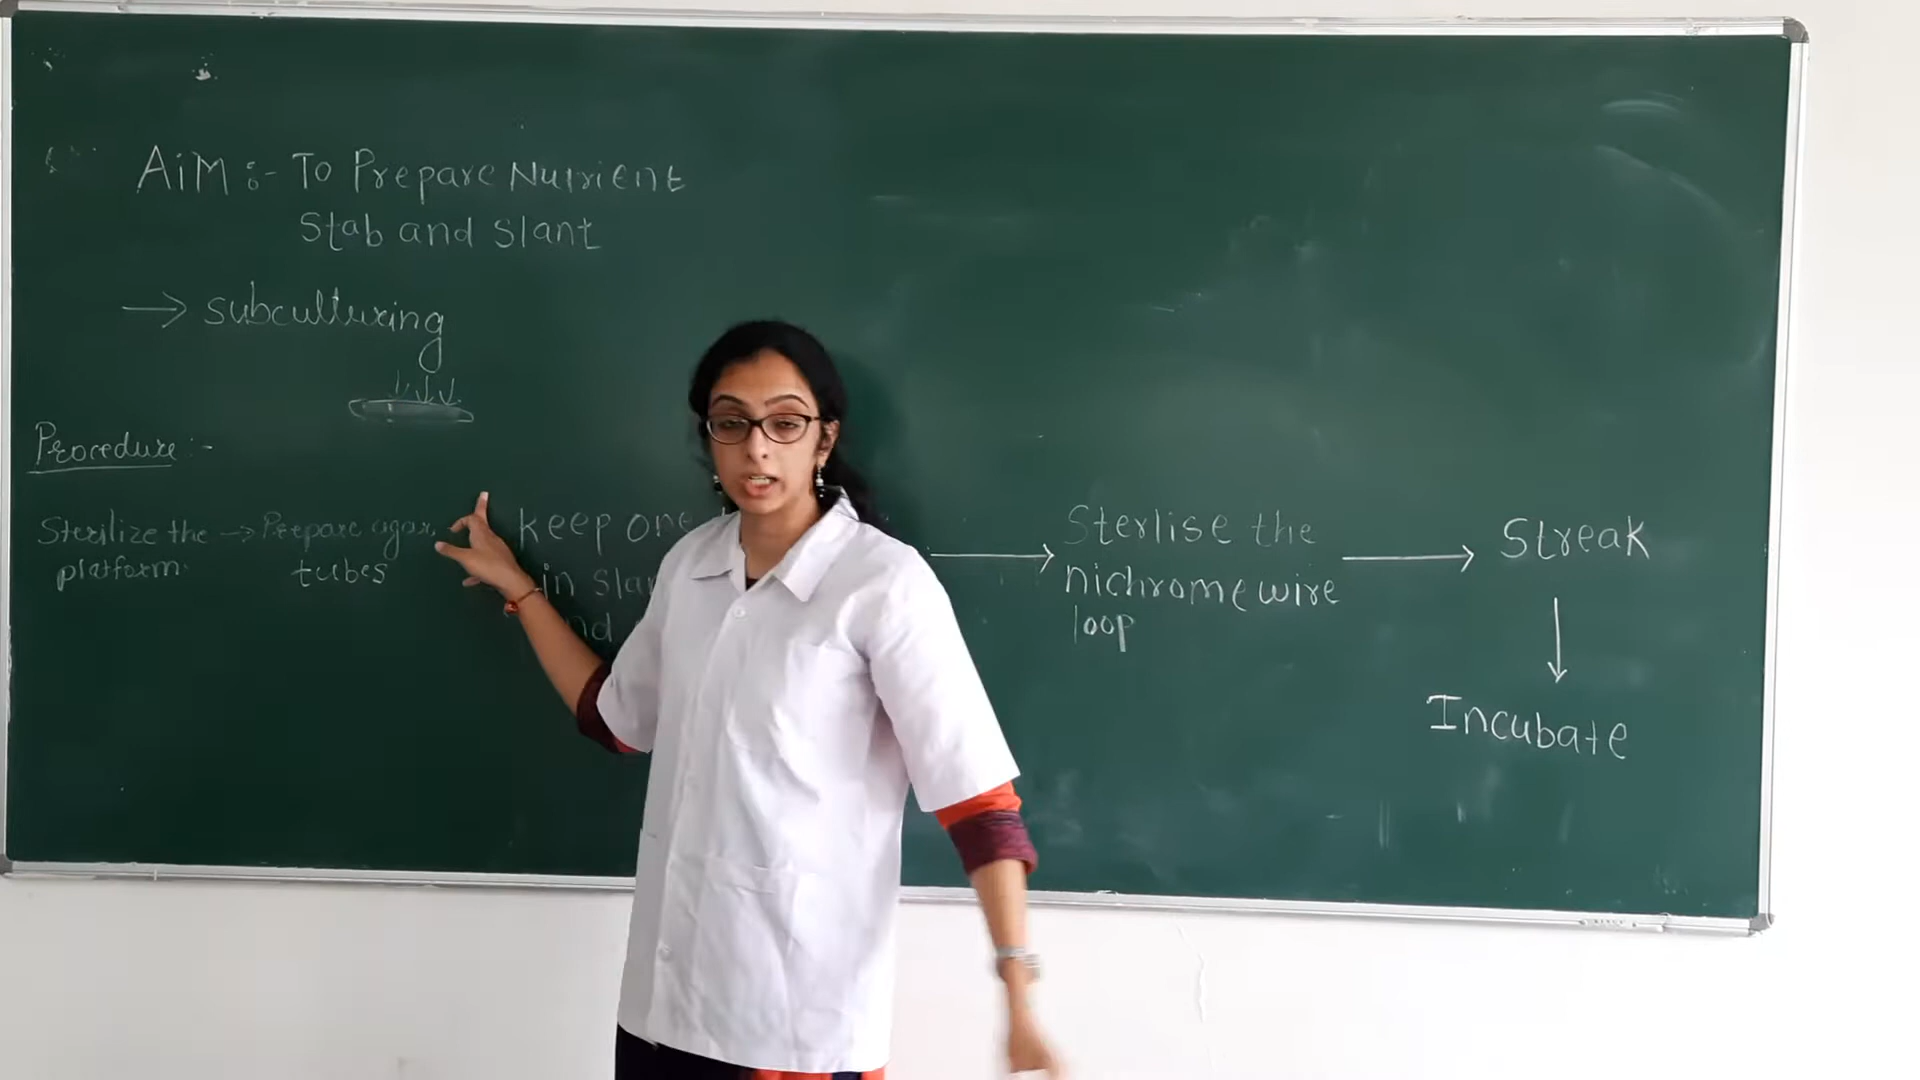 AiM :- To Prepare Nutrient
Stab and Slant
→ subculturing
Procedure :-
Sterilize the → Prepare agar
platform.
tubes
keep one
in
Sterlise the
nichrome wire
loop
→ Streak
Incubate